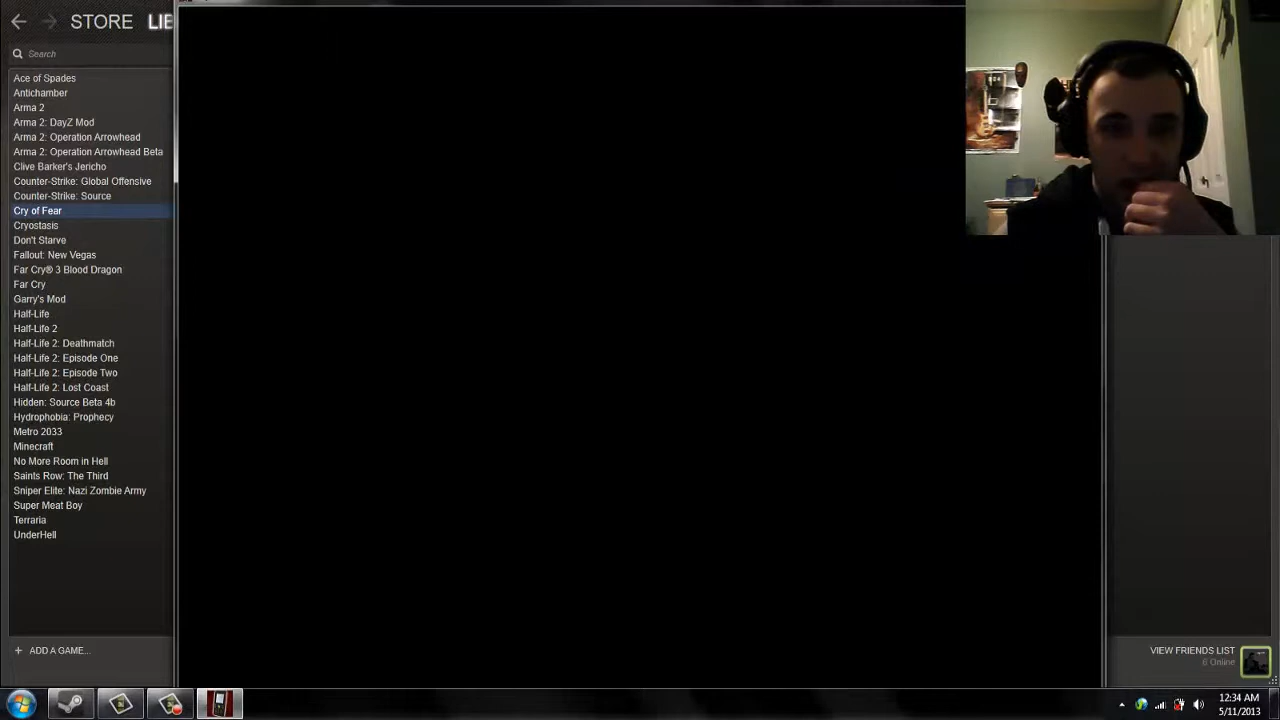 STORE LIB
Search
Ace of Spades
Antichamber
Arma 2
Arma 2: DayZ Mod
Arma 2: Operation Arrowhead
Arma 2: Operation Arrowhead Beta
Clive Barker's Jericho
Counter-Strike: Global Offensive
Counter-Strike: Source
Cry of Fear
Cryostasis
Don't Starve
Fallout: New Vegas
Far Cry® 3 Blood Dragon
Far Cry
Garry's Mod
Half-Life
Half-Life 2
Half-Life 2: Deathmatch
Half-Life 2: Episode One
Half-Life 2: Episode Two
Half-Life 2: Lost Coast
Hidden: Source Beta 4b
Hydrophobia: Prophecy
Metro 2033
Minecraft
No More Room in Hell
Saints Row: The Third
Sniper Elite: Nazi Zombie Army
Super Meat Boy
Terraria
UnderHell
+ ADD A GAME...
VIEW FRIENDS LIST
6 Online
12:34 AM
5/11/2013